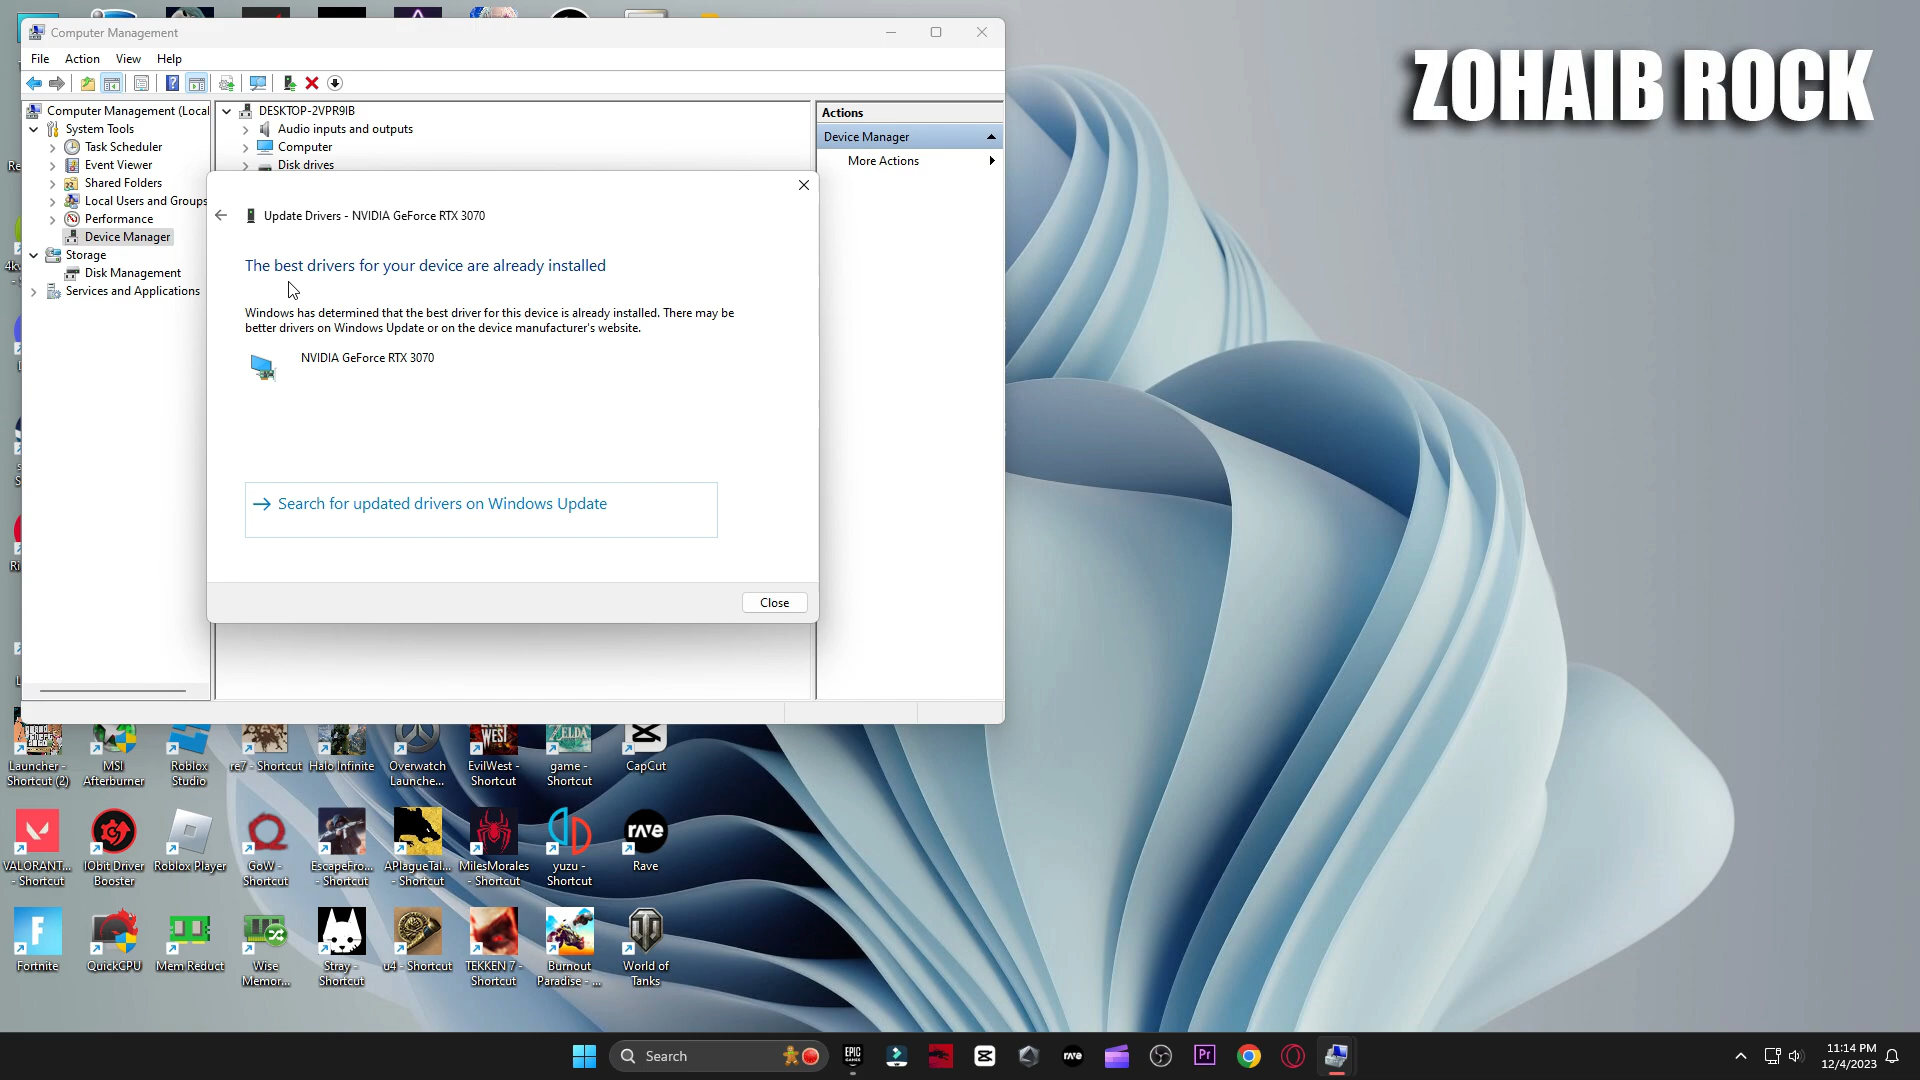 Computer Management
File Action View Help
Computer Management (Local
System Tools
Task Scheduler
Event Viewer
Shared Folders
Local Users and Groups
Performance
Device Manager
Storage
Disk Management
Services and Applications
DESKTOP-2VPR9IB
Audio inputs and outputs
Computer
Disk drives
Actions
Device Manager
More Actions
ZOHAIB ROCK
Update Drivers - NVIDIA GeForce RTX 3070
The best drivers for your device are already installed
Windows has determined that the best driver for this device is already installed. There may be
better drivers on Windows Update or on the device manufacturer's website.
NVIDIA GeForce RTX 3070
Search for updated drivers on Windows Update
Close
Launcher -
Shortcut (2)
MSI
Afterburner
Roblox
Studio
re7 - Shortcut
Halo Infinite
Overwatch
Launche...
EvilWest -
Shortcut
game -
Shortcut
CapCut
VALORANT...
- Shortcut
IObit Driver
Booster
Roblox Player
GoW -
Shortcut
EscapeFro...
- Shortcut
APlagueTal...
- Shortcut
MilesMorales
- Shortcut
yuzu -
Shortcut
rave
Rave
Fortnite
QuickCPU
Mem Reduct
Wise
Memor...
Stray -
Shortcut
u4 - Shortcut
TEKKEN 7 -
Shortcut
Burnout
Paradise - ...
World of
Tanks
Search
EPIC
GAMES
rave
Pr
11:14 PM
12/4/2023